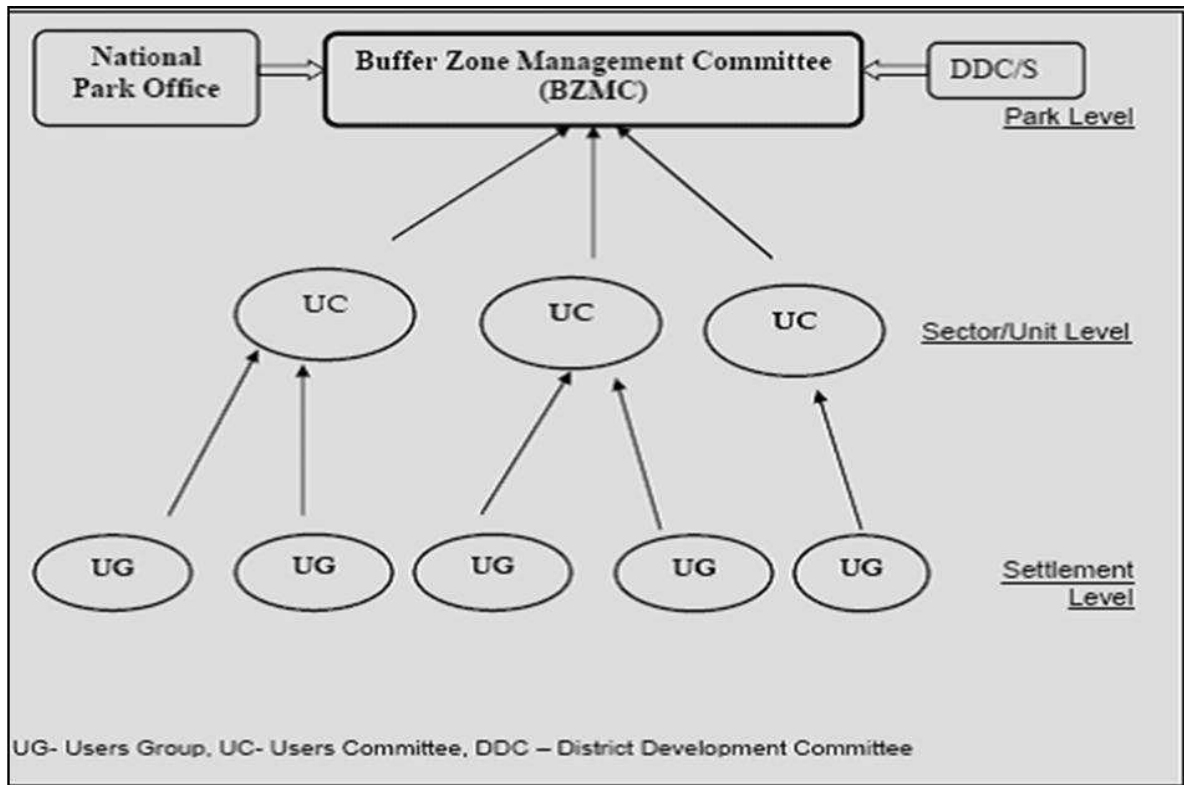 National
Park Office
Buffer Zone Management Committee
(BZMC)
DDC/S
Park Level
UC
UC
UC
Sector/Unit Level
UG
UG
UG
UG
UG
Settlement
Level
UG- Users Group, UC- Users Committee, DDC – District Development Committee